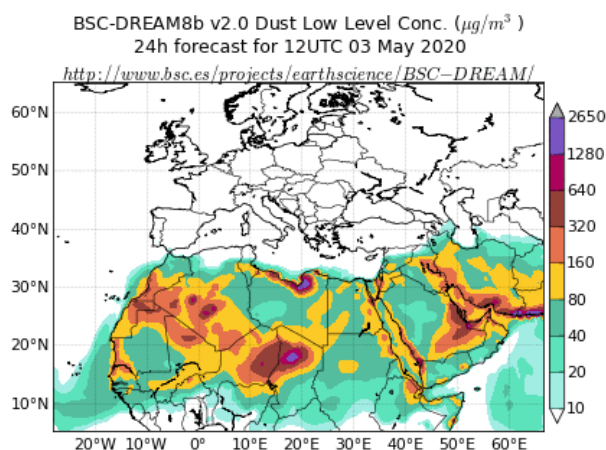 BSC-DREAM8b v2.0 Dust Low Level Conc. (μg/m³ )
24h forecast for 12UTC 03 May 2020
http://www.bsc.es/projects/earthscience/BSC−DREAM/
60°N
50°N
40°N
30°N
20°N
10°N
20°W 10°W 0° 10°E 20°E 30°E 40°E 50°E 60°E
2650
1280
640
320
160
80
40
20
10